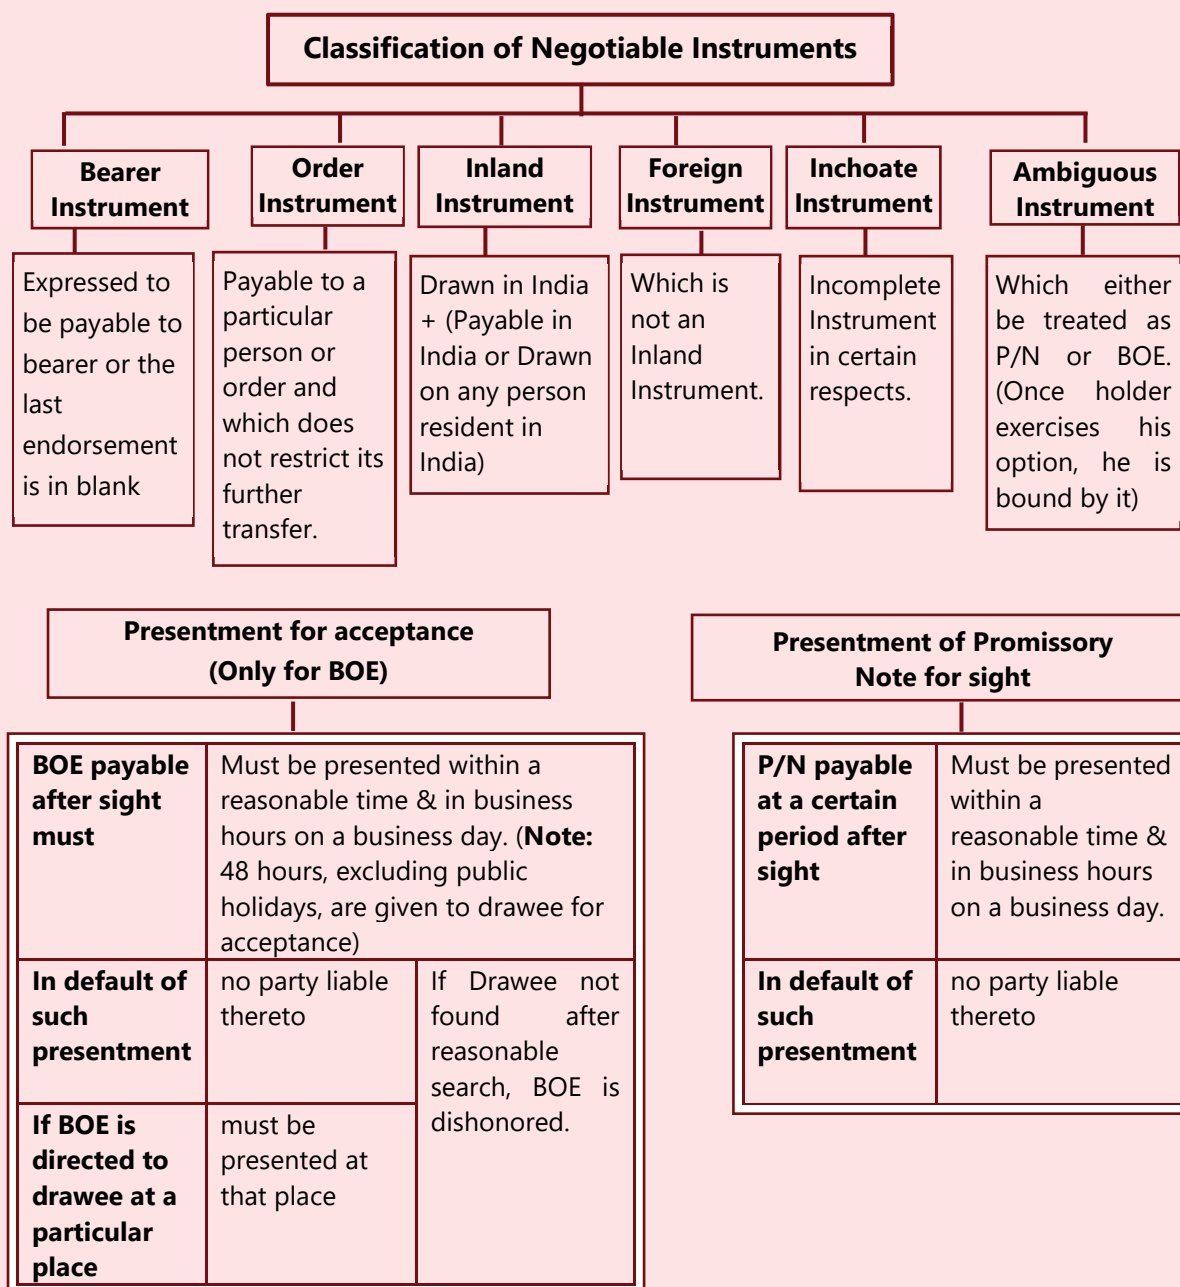 Classification of Negotiable Instruments
Bearer
Instrument
Expressed to
be payable to
bearer or the
last
endorsement
is in blank
Order
Instrument
Payable to a
particular
person or
order and
which does
not restrict its
further
transfer.
Inland
Instrument
Drawn in India
+ (Payable in
India or Drawn
on any person
resident in
India)
Foreign
Instrument
Which is
not an
Inland
Instrument.
Inchoate
Instrument
Incomplete
Instrument
in certain
respects.
Ambiguous
Instrument
Which either
be treated as
P/N or BOE.
(Once holder
exercises his
option, he is
bound by it)
Presentment for acceptance
(Only for BOE)
BOE payable
after sight
must
Must be presented within a
reasonable time & in business
hours on a business day. (Note:
48 hours, excluding public
holidays, are given to drawee for
acceptance)
In default of
such
presentment
no party liable
thereto
If Drawee not
found after
reasonable
search, BOE is
dishonored.
If BOE is
directed to
drawee at a
particular
place
must be
presented at
that place
Presentment of Promissory
Note for sight
P/N payable
at a certain
period after
sight
Must be presented
within a
reasonable time &
in business hours
on a business day.
In default of
such
presentment
no party liable
thereto